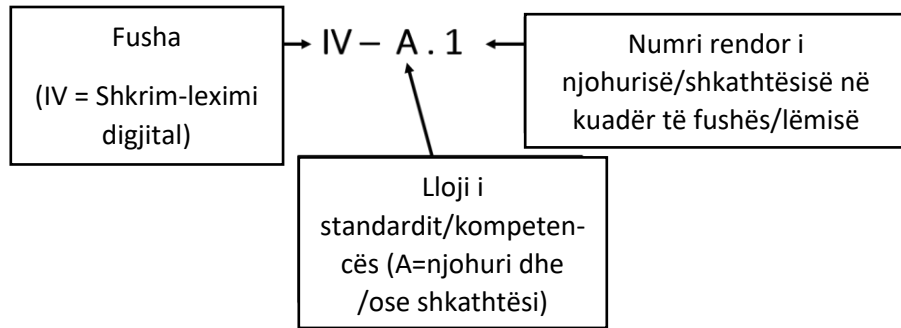 Fusha
(IV = Shkrim-leximi
digjital)
IV – A . 1
Numri rendor i
njohurisë/shkathtësisë në
kuadër të fushës/lëmisë
Lloji i
standardit/kompeten-
cës (A=njohuri dhe
/ose shkathtësi)